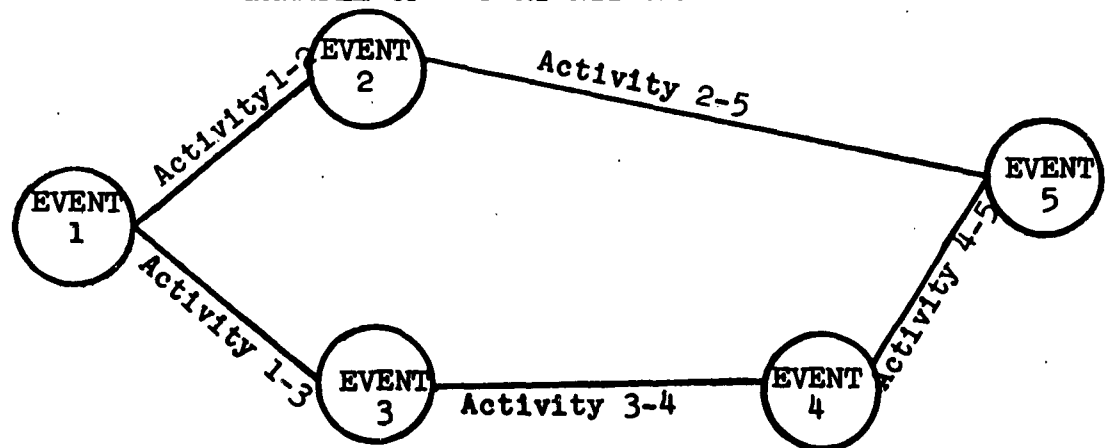 EVENT
2
Activity 1-2
Activity 2-5
EVENT
1
EVENT
5
Activity 1-3
Activity 4-5
EVENT
3
Activity 3-4
EVENT
4